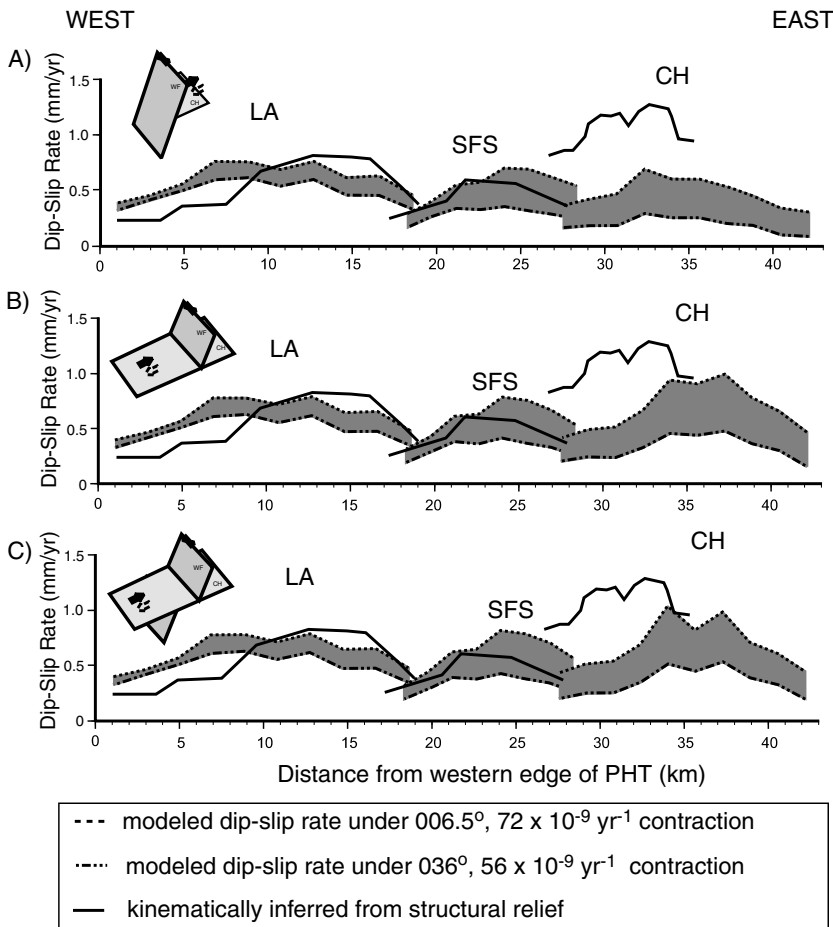 WEST EAST
A)
Dip-Slip Rate (mm/yr)
1.5
1.0
0.5
0
WF
CH
LA
SFS
CH
0 5 10 15 20 25 30 35 40
B)
Dip-Slip Rate (mm/yr)
1.5
1.0
0.5
0
WF
CH
LA
SFS
CH
0 5 10 15 20 25 30 35 40
C)
Dip-Slip Rate (mm/yr)
1.5
1.0
0.5
0
WF
CH
LA
SFS
CH
0 5 10 15 20 25 30 35 40
Distance from western edge of PHT (km)
modeled dip-slip rate under 006.5º, 72 x 10⁻⁹ yr⁻¹ contraction
modeled dip-slip rate under 036º, 56 x 10⁻⁹ yr⁻¹ contraction
kinematically inferred from structural relief